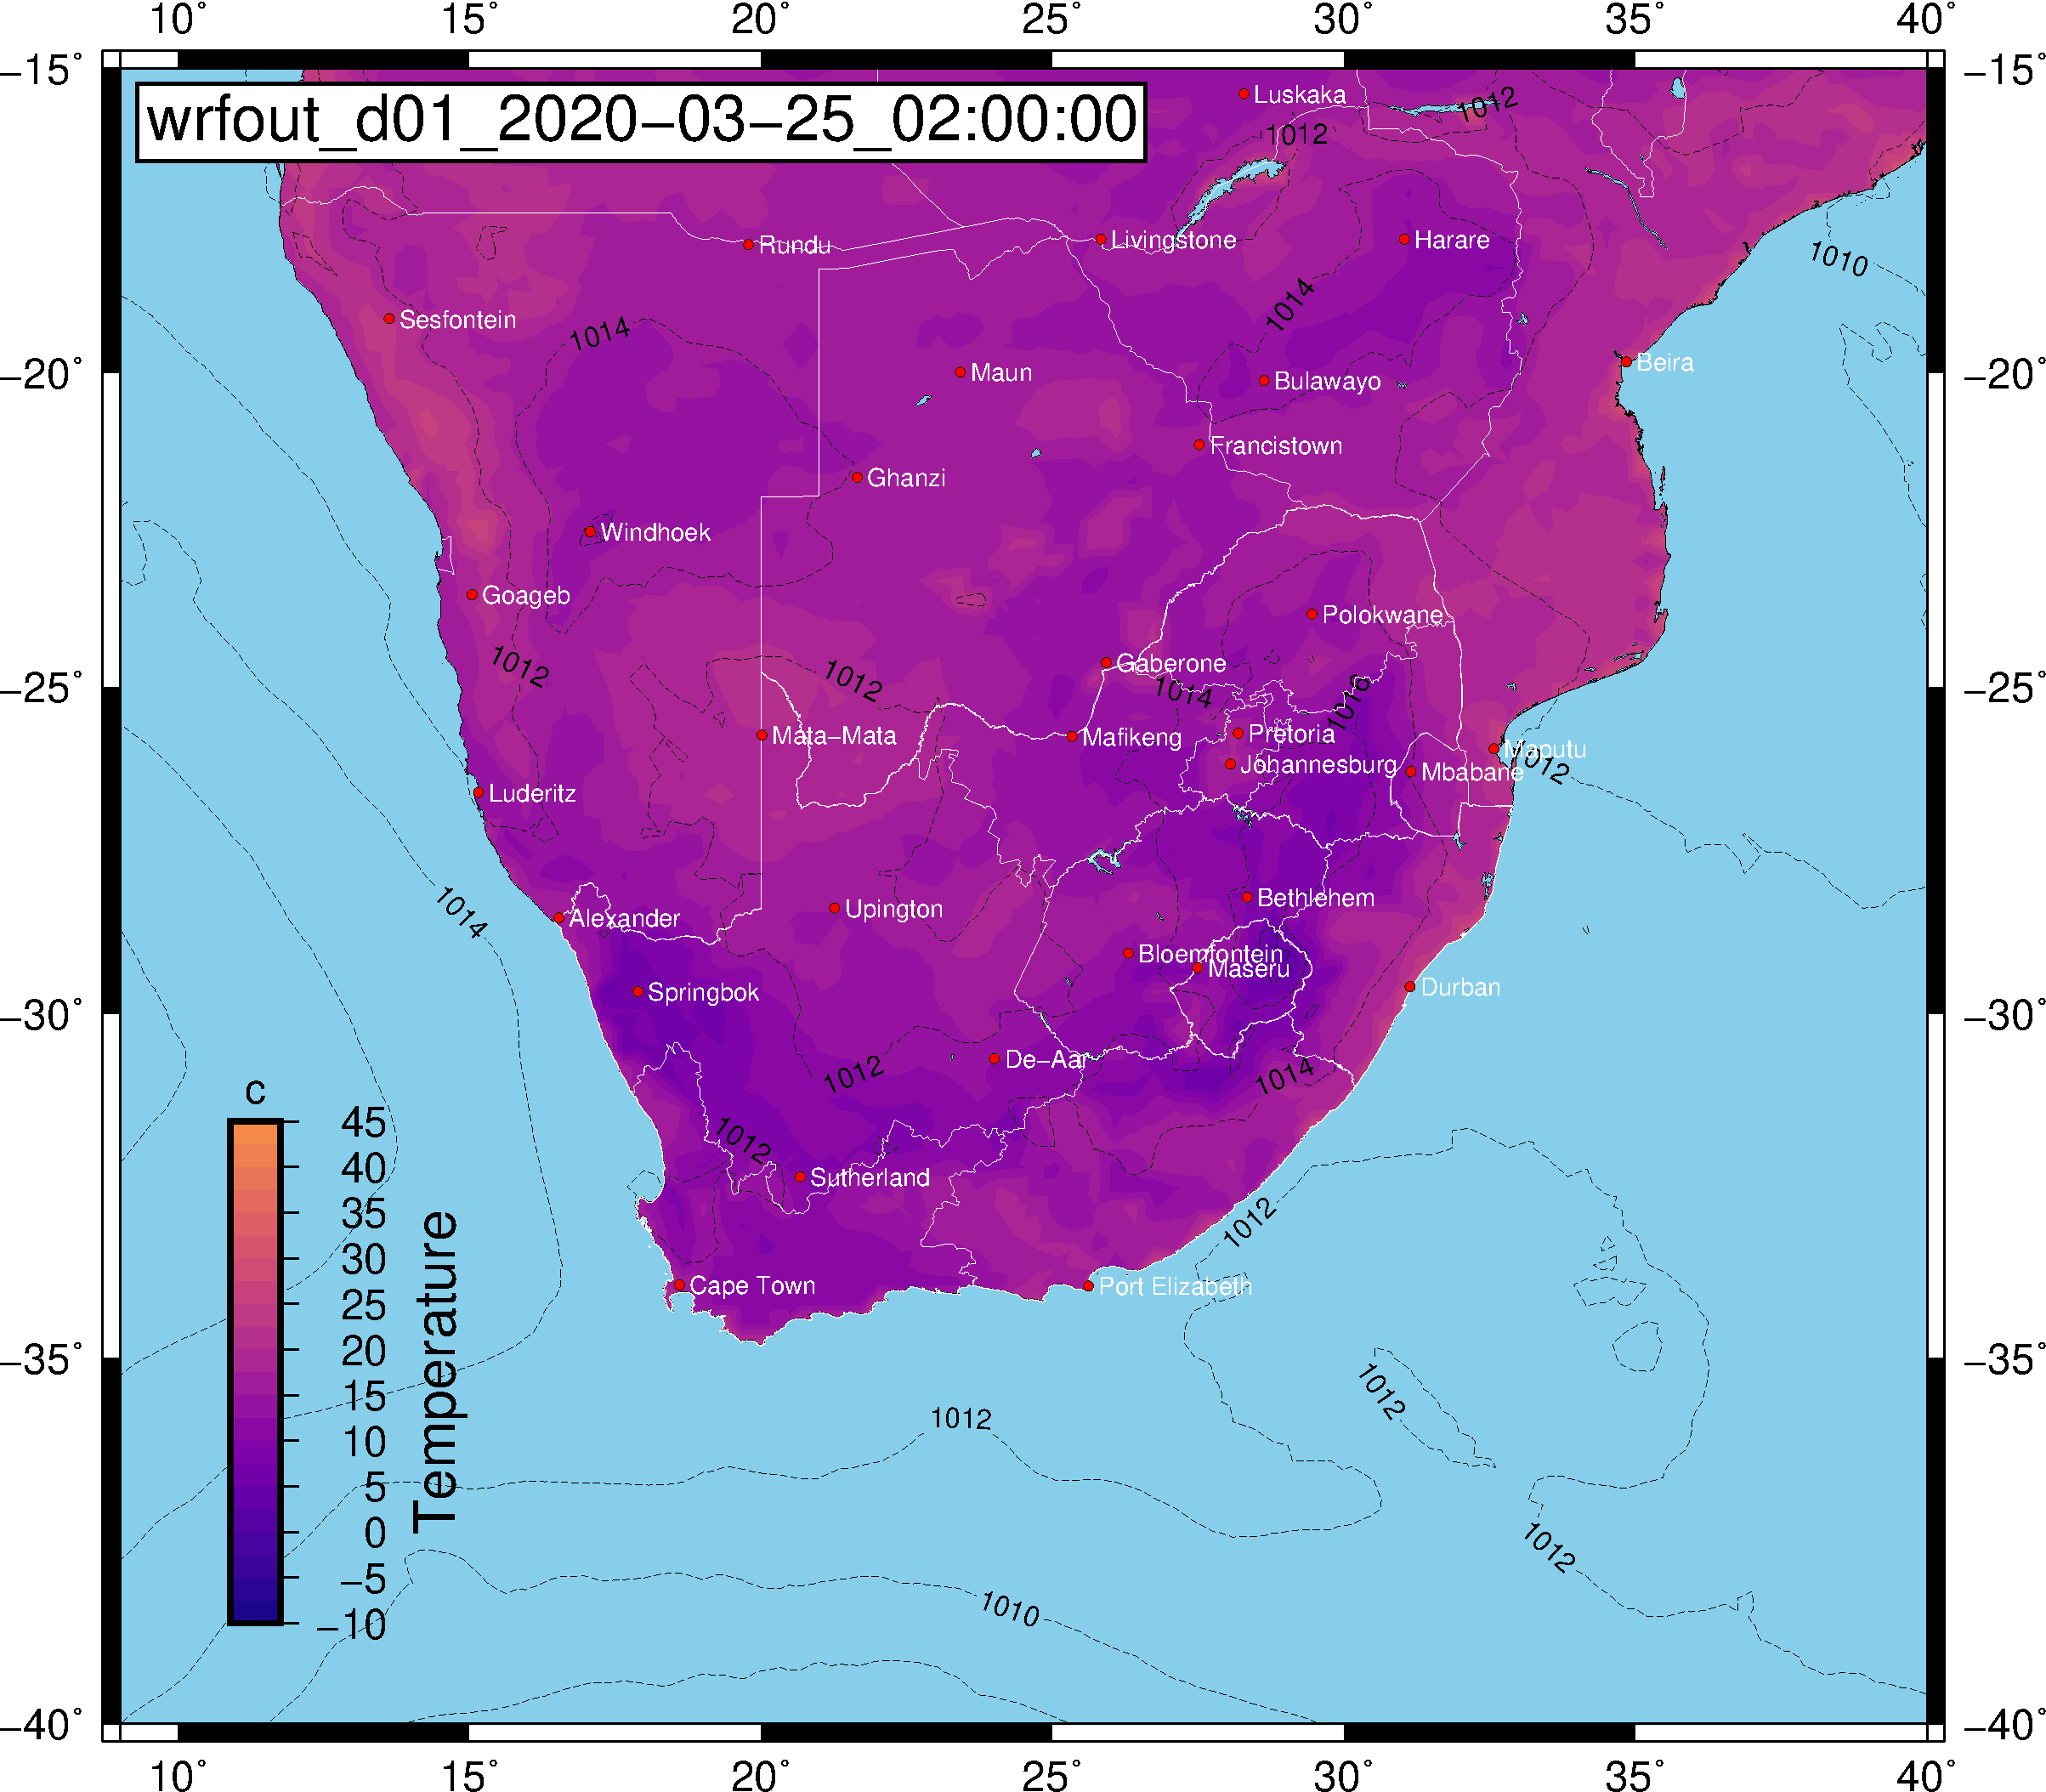 10° 15° 20° 25° 30° 35° 40°
−15° −15°
wrfout_d01_2020−03−25_02:00:00
Luskaka
1012
1012
Rundu
Livingstone
Harare
1010
Sesfontein
1014
1014
−20° −20°
Maun
Bulawayo
Beira
Francistown
Ghanzi
Windhoek
Goageb
Polokwane
1012
1012
Gaberone
1014
1016
−25° −25°
Mata−Mata
Mafikeng
Pretoria
Johannesburg
Mbabane
Maputu
1012
Luderitz
1014
Alexander
Upington
Bethlehem
Bloemfontein
Maseru
Springbok
Durban
−30° −30°
De−Aar
1012
1014
1012
Sutherland
1012
Cape Town
Port Elizabeth
−35° −35°
1012
1012
1012
1010
c
45
40
35
30
25
20
15
10
5
0
−5
−10
Temperature
−40° −40°
10° 15° 20° 25° 30° 35° 40°